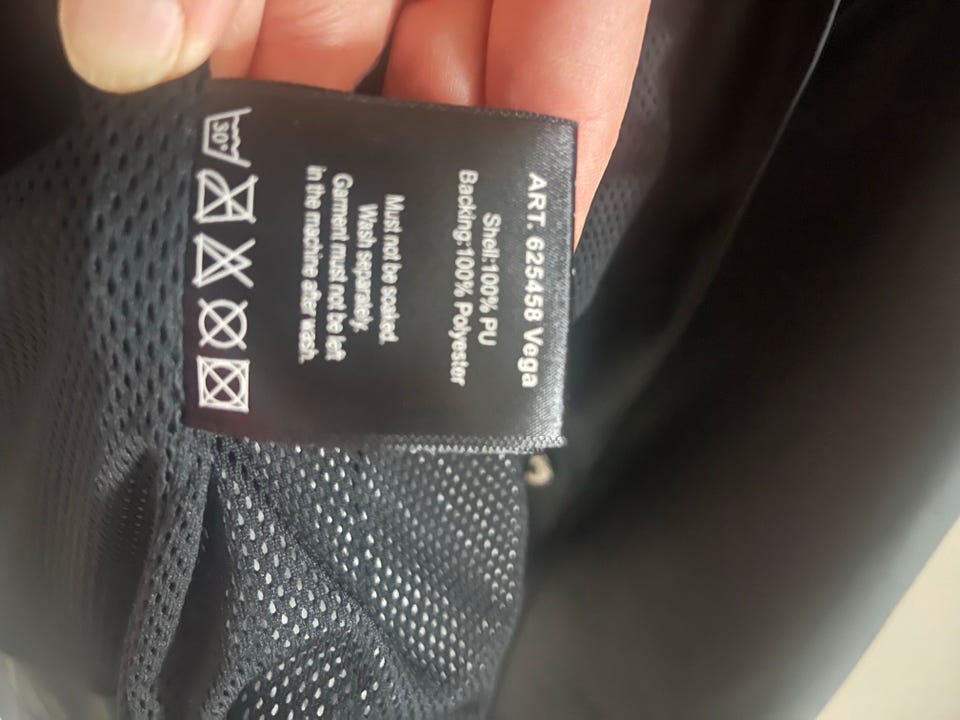 ART. 625458 Vega
Shell:100% PU
Backing:100% Polyester
Must not be soaked.
Wash separately,
Garment must not be left
in the machine after wash.
30°